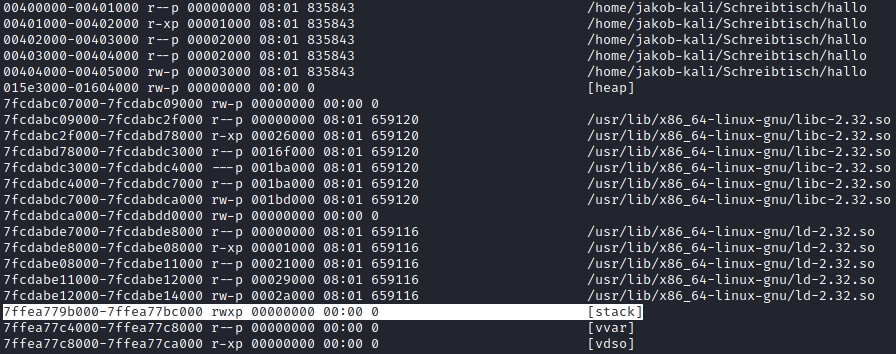 00400000-00401000 r--p 00000000 08:01 835843 /home/jakob-kali/Schreibtisch/hallo
00401000-00402000 r-xp 00001000 08:01 835843 /home/jakob-kali/Schreibtisch/hallo
00402000-00403000 r--p 00002000 08:01 835843 /home/jakob-kali/Schreibtisch/hallo
00403000-00404000 r--p 00002000 08:01 835843 /home/jakob-kali/Schreibtisch/hallo
00404000-00405000 rw-p 00003000 08:01 835843 /home/jakob-kali/Schreibtisch/hallo
015e3000-01604000 rw-p 00000000 00:00 0 [heap]
7fcdabc07000-7fcdabc09000 rw-p 00000000 00:00 0
7fcdabc09000-7fcdabc2f000 r--p 00000000 08:01 659120 /usr/lib/x86_64-linux-gnu/libc-2.32.so
7fcdabc2f000-7fcdabd78000 r-xp 00026000 08:01 659120 /usr/lib/x86_64-linux-gnu/libc-2.32.so
7fcdabd78000-7fcdabdc3000 r--p 0016f000 08:01 659120 /usr/lib/x86_64-linux-gnu/libc-2.32.so
7fcdabdc3000-7fcdabdc4000 ---p 001ba000 08:01 659120 /usr/lib/x86_64-linux-gnu/libc-2.32.so
7fcdabdc4000-7fcdabdc7000 r--p 001ba000 08:01 659120 /usr/lib/x86_64-linux-gnu/libc-2.32.so
7fcdabdc7000-7fcdabdca000 rw-p 001bd000 08:01 659120 /usr/lib/x86_64-linux-gnu/libc-2.32.so
7fcdabdca000-7fcdabdd0000 rw-p 00000000 00:00 0
7fcdabde7000-7fcdabde8000 r--p 00000000 08:01 659116 /usr/lib/x86_64-linux-gnu/ld-2.32.so
7fcdabde8000-7fcdabe08000 r-xp 00001000 08:01 659116 /usr/lib/x86_64-linux-gnu/ld-2.32.so
7fcdabe08000-7fcdabe11000 r--p 00021000 08:01 659116 /usr/lib/x86_64-linux-gnu/ld-2.32.so
7fcdabe11000-7fcdabe12000 r--p 00029000 08:01 659116 /usr/lib/x86_64-linux-gnu/ld-2.32.so
7fcdabe12000-7fcdabe14000 rw-p 0002a000 08:01 659116 /usr/lib/x86_64-linux-gnu/ld-2.32.so
7ffea779b000-7ffea77bc000 rwxp 00000000 00:00 0 [stack]
7ffea77c4000-7ffea77c8000 r--p 00000000 00:00 0 [vvar]
7ffea77c8000-7ffea77ca000 r-xp 00000000 00:00 0 [vdso]